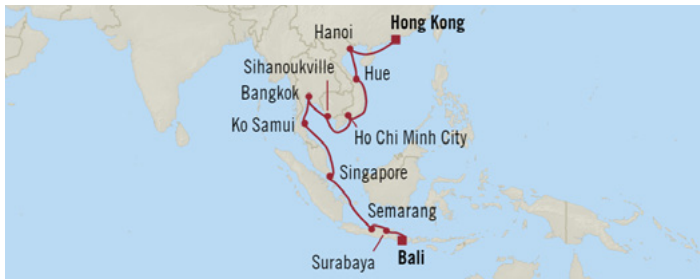 Hanoi
Hong Kong
Sihanoukville
Hue
Bangkok
Ko Samui
Ho Chi Minh City
Singapore
Semarang
Surabaya
Bali